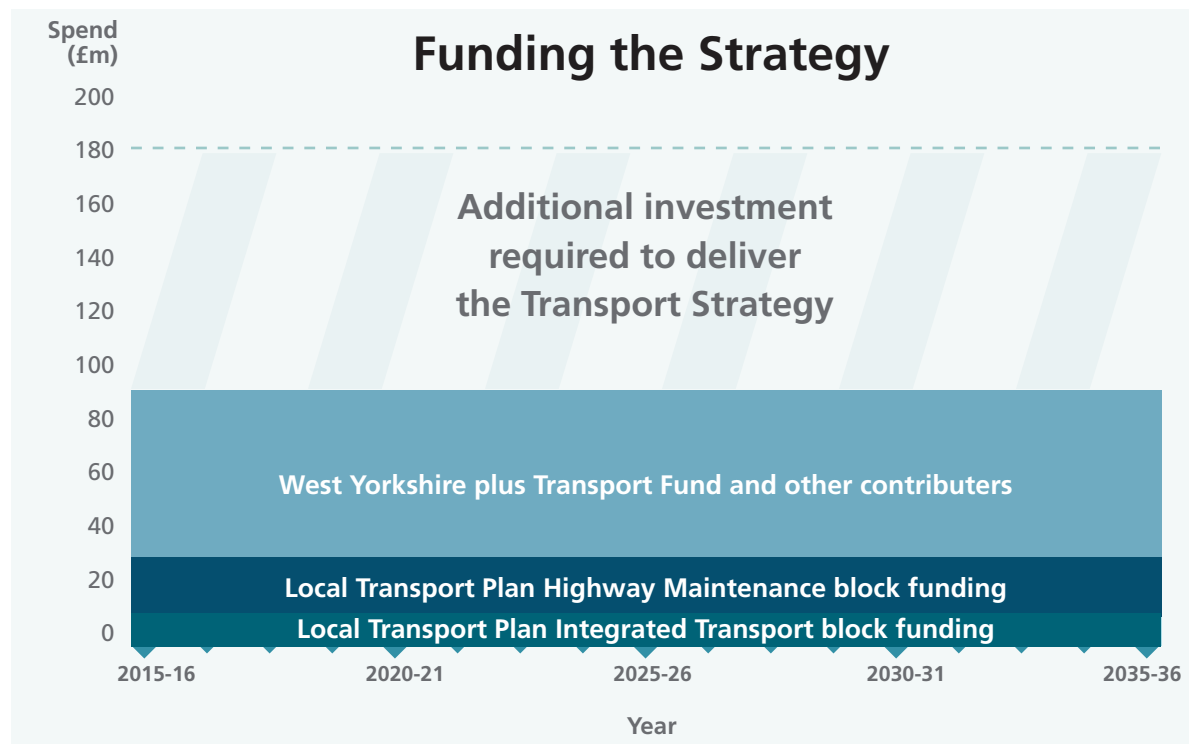 Spend
(£m)
Funding the Strategy
200
180
160
140
120
100
80
60
40
20
0
Additional investment
required to deliver
the Transport Strategy
West Yorkshire plus Transport Fund and other contributers
Local Transport Plan Highway Maintenance block funding
Local Transport Plan Integrated Transport block funding
2015-16
2020-21
2025-26
2030-31
2035-36
Year